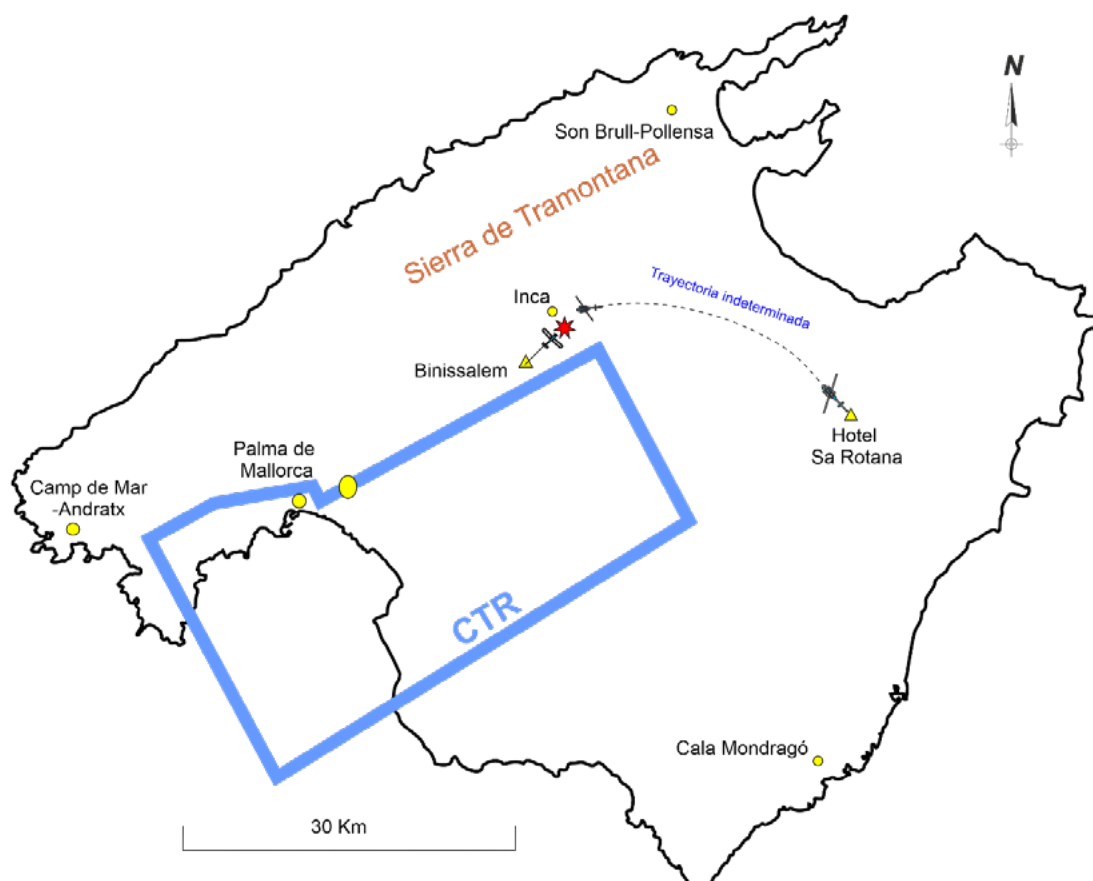 N
Son Brull-Pollensa
Sierra de Tramontana
Trayectoria indeterminada
Inca
Binissalem
Hotel
Sa Rotana
Palma de
Mallorca
Camp de Mar
-Andratx
CTR
Cala Mondragó
30 Km